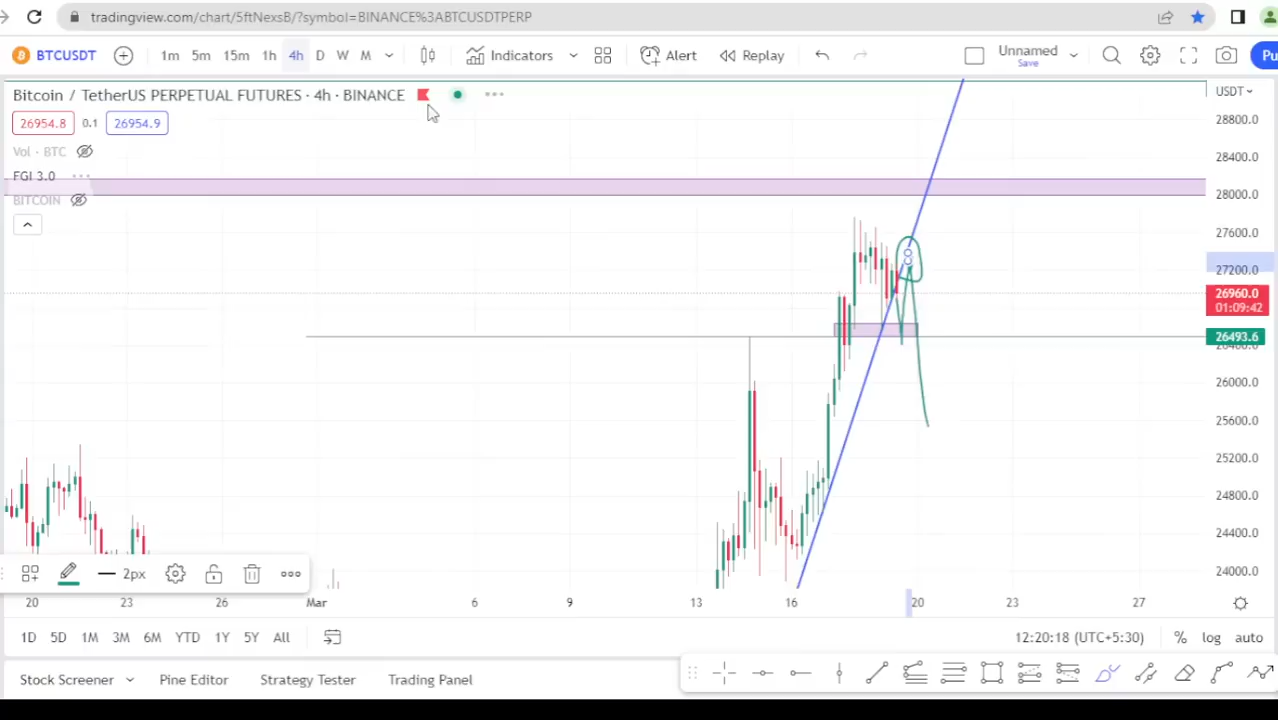 tradingview.com/chart/5ftNexsB/?symbol=BINANCE%3ABTCUSDTPERP
BTCUSDT 1m 5m 15m 1h 4h D W M Indicators Alert Replay Unnamed Save Pu
Bitcoin / TetherUS PERPETUAL FUTURES · 4h · BINANCE
26954.8 0.1 26954.9
Vol · BTC
FGI 3.0
BITCOIN
USDT
28800.0
28400.0
28000.0
27600.0
27200.0
26960.0
01:09:42
26493.6
26400.0
26000.0
25600.0
25200.0
24800.0
24400.0
24000.0
2px
20 23 26 Mar 6 9 13 16 20 23 27
1D 5D 1M 3M 6M YTD 1Y 5Y All 12:20:18 (UTC+5:30) % log auto
Stock Screener Pine Editor Strategy Tester Trading Panel